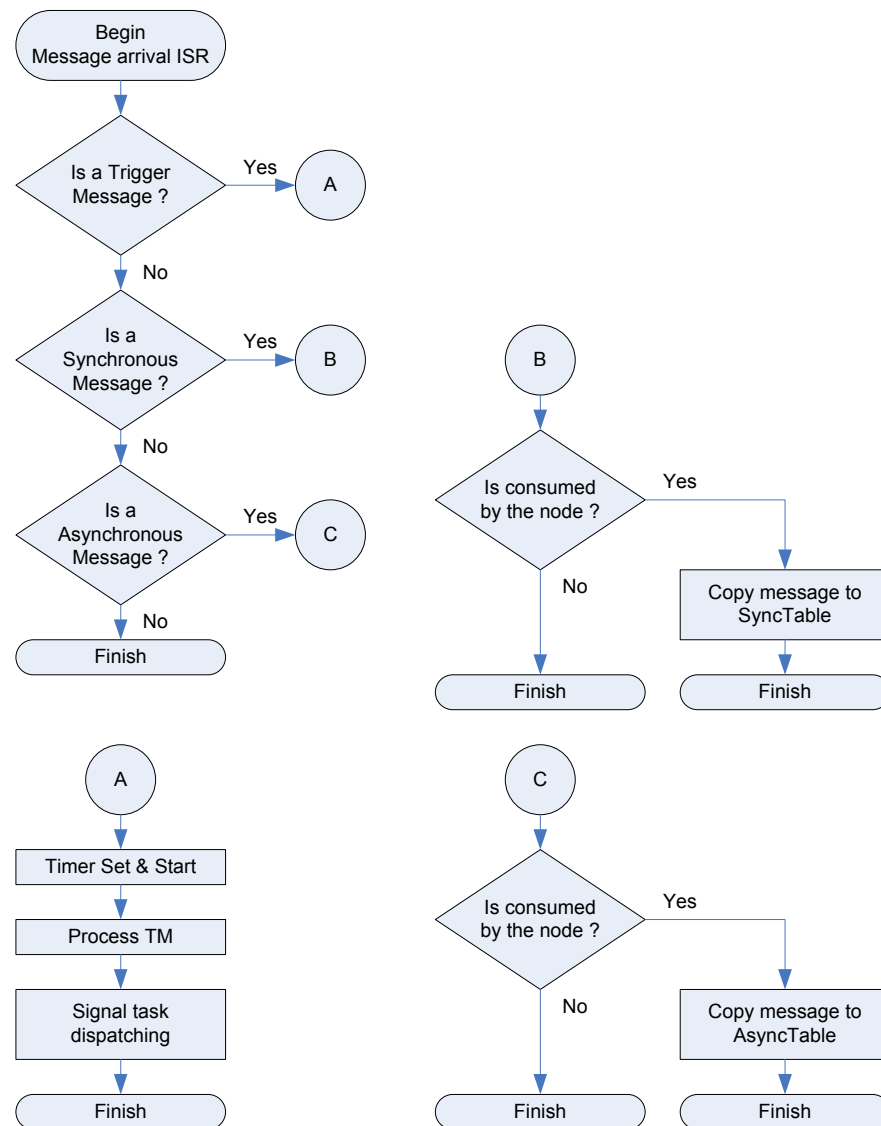 Begin
Message arrival ISR
Is a Trigger
Message ?
Yes
A
No
Is a
Synchronous
Message ?
Yes
B
No
Is a
Asynchronous
Message ?
Yes
C
No
Finish
B
Is consumed
by the node ?
Yes
No
Copy message to
SyncTable
Finish
Finish
A
Timer Set & Start
Process TM
Signal task
dispatching
Finish
C
Is consumed
by the node ?
Yes
No
Copy message to
AsyncTable
Finish
Finish